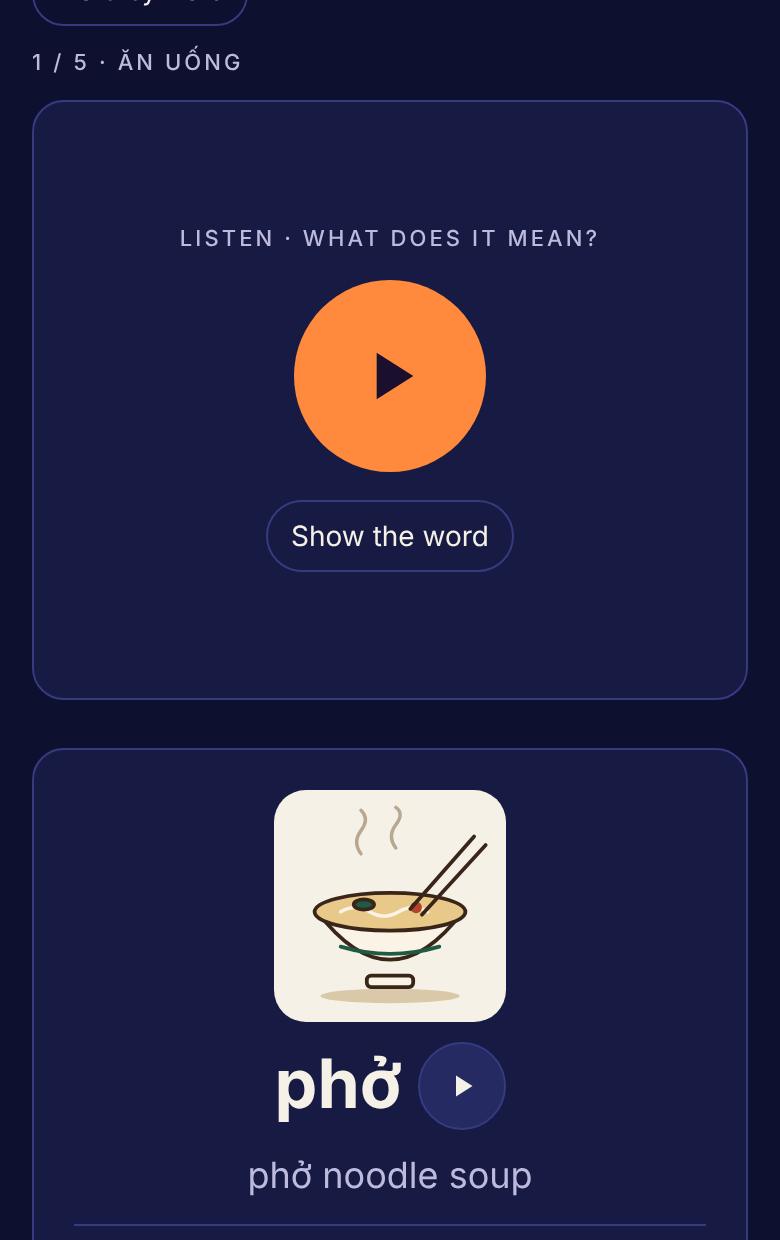 1 / 5 · ĂN UỐNG
LISTEN · WHAT DOES IT MEAN?
Show the word
phở
phở noodle soup